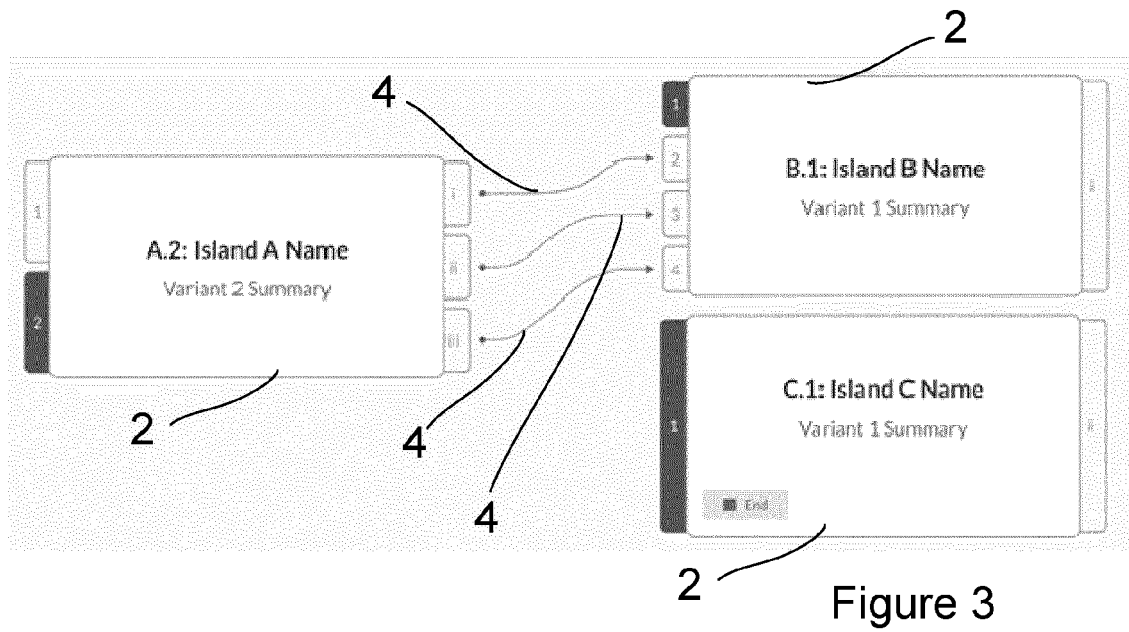 2
4
1
2
A.2: Island A Name
Variant 2 Summary
i
ii
iii
2
1
2
3
4
B.1: Island B Name
Variant 1 Summary
i
4
4
1
C.1: Island C Name
Variant 1 Summary
End
i
2
Figure 3